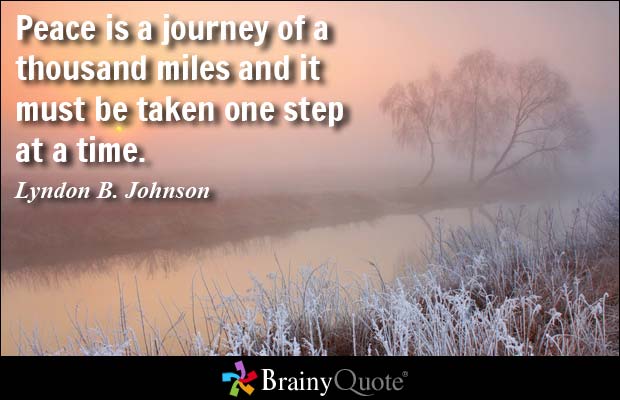 Peace is a journey of a
thousand miles and it
must be taken one step
at a time.
Lyndon B. Johnson
BrainyQuote®